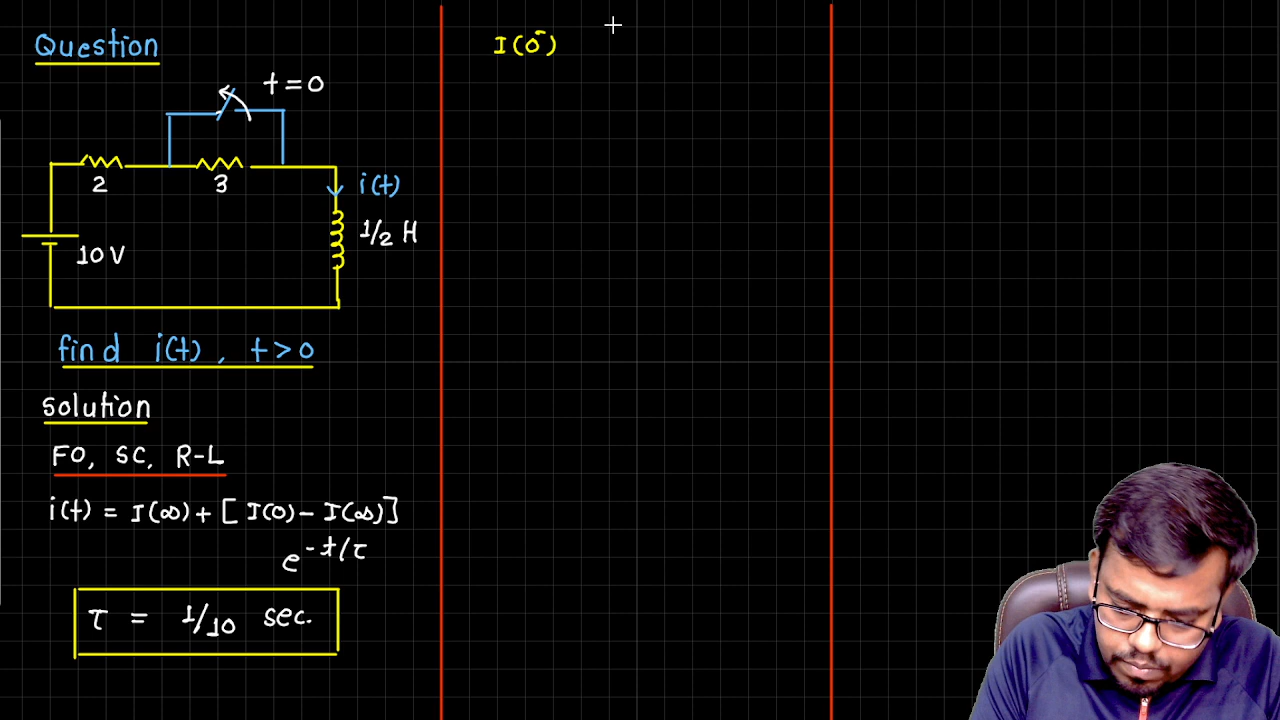 Question
t = 0
2
3
i(t)
1/2 H
10 V
find i(t), t > 0
solution
FO, SC, R-L
i(t) = I(∞) + [I(0) - I(∞)]
e^{-t/τ}
τ = 1/10 sec.
I(0⁻)